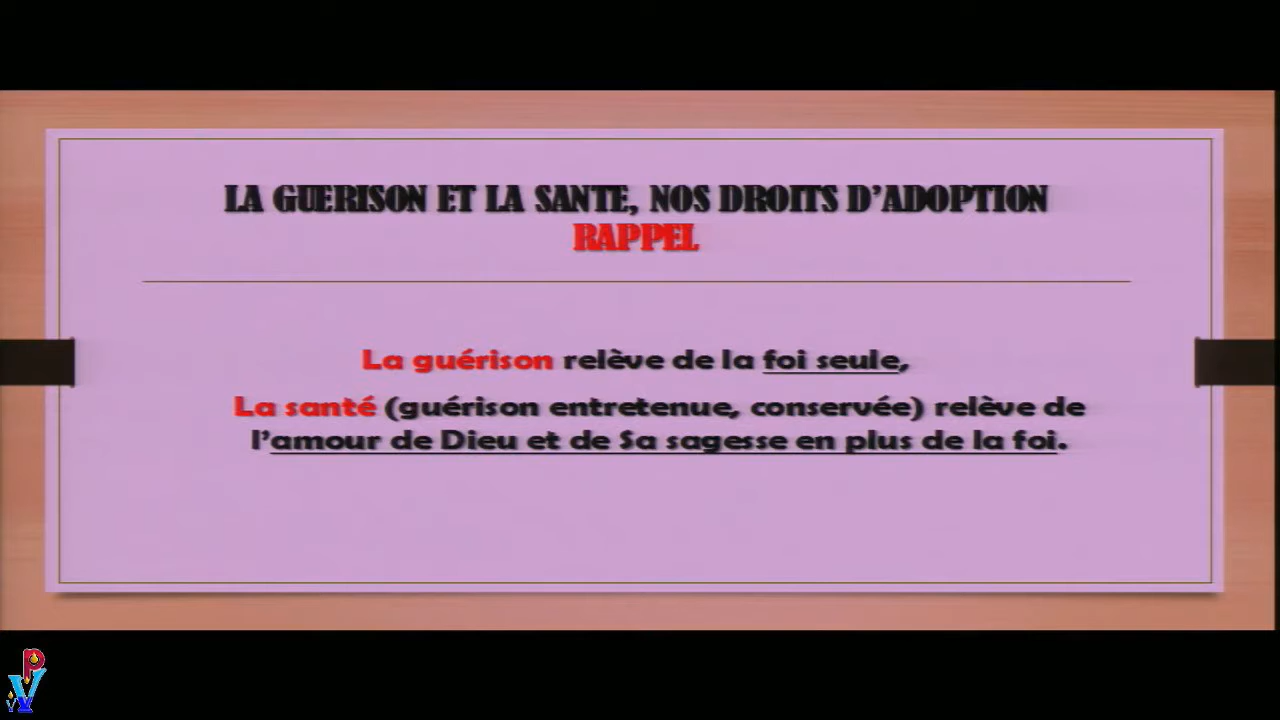 LA GUERISON ET LA SANTE, NOS DROITS D’ADOPTION
RAPPEL
La guérison relève de la foi seule,
La santé (guérison entretenue, conservée) relève de
l’amour de Dieu et de Sa sagesse en plus de la foi.
PV